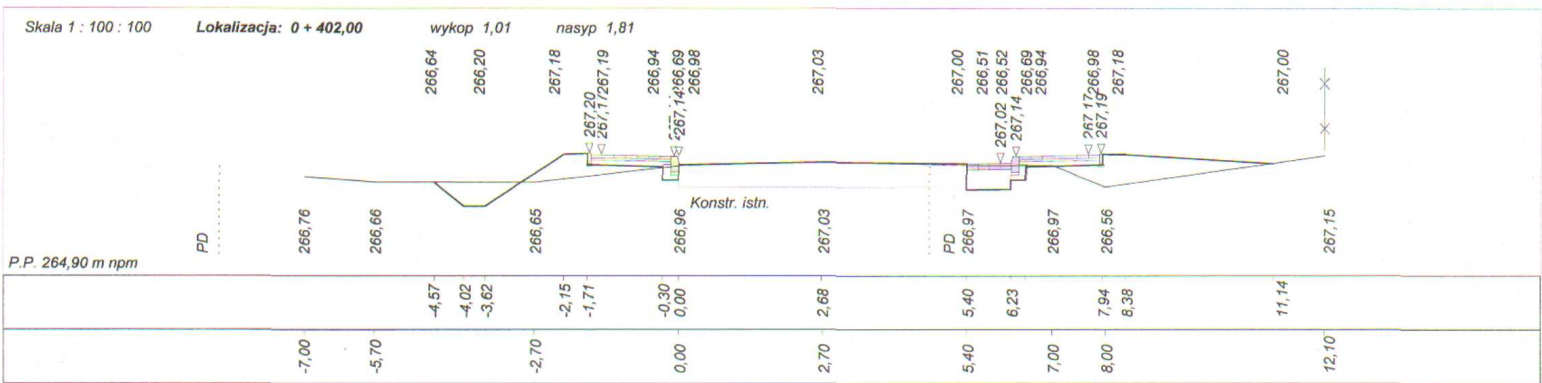 Skala 1 : 100 : 100 Lokalizacja: 0 + 402,00 wykop 1,01 nasyp 1,81
266,64 266,20 267,18 267,19 266,94 266,69 266,98 267,03 267,00 266,51 266,52 266,69 266,94 266,98 267,18 267,00
267,20 267,17 267,14 267,02 267,14 267,17 267,19
Konstr. istn.
PD 266,76 266,66 266,65 266,96 267,03 PD 266,97 266,97 266,56 267,15
P.P. 264,90 m npm
-4,57 -4,02 -3,62 -2,15 -1,71 -0,30 0,00 2,68 5,40 6,23 7,94 8,38 11,14
-7,00 -5,70 -2,70 0,00 2,70 5,40 7,00 8,00 12,10